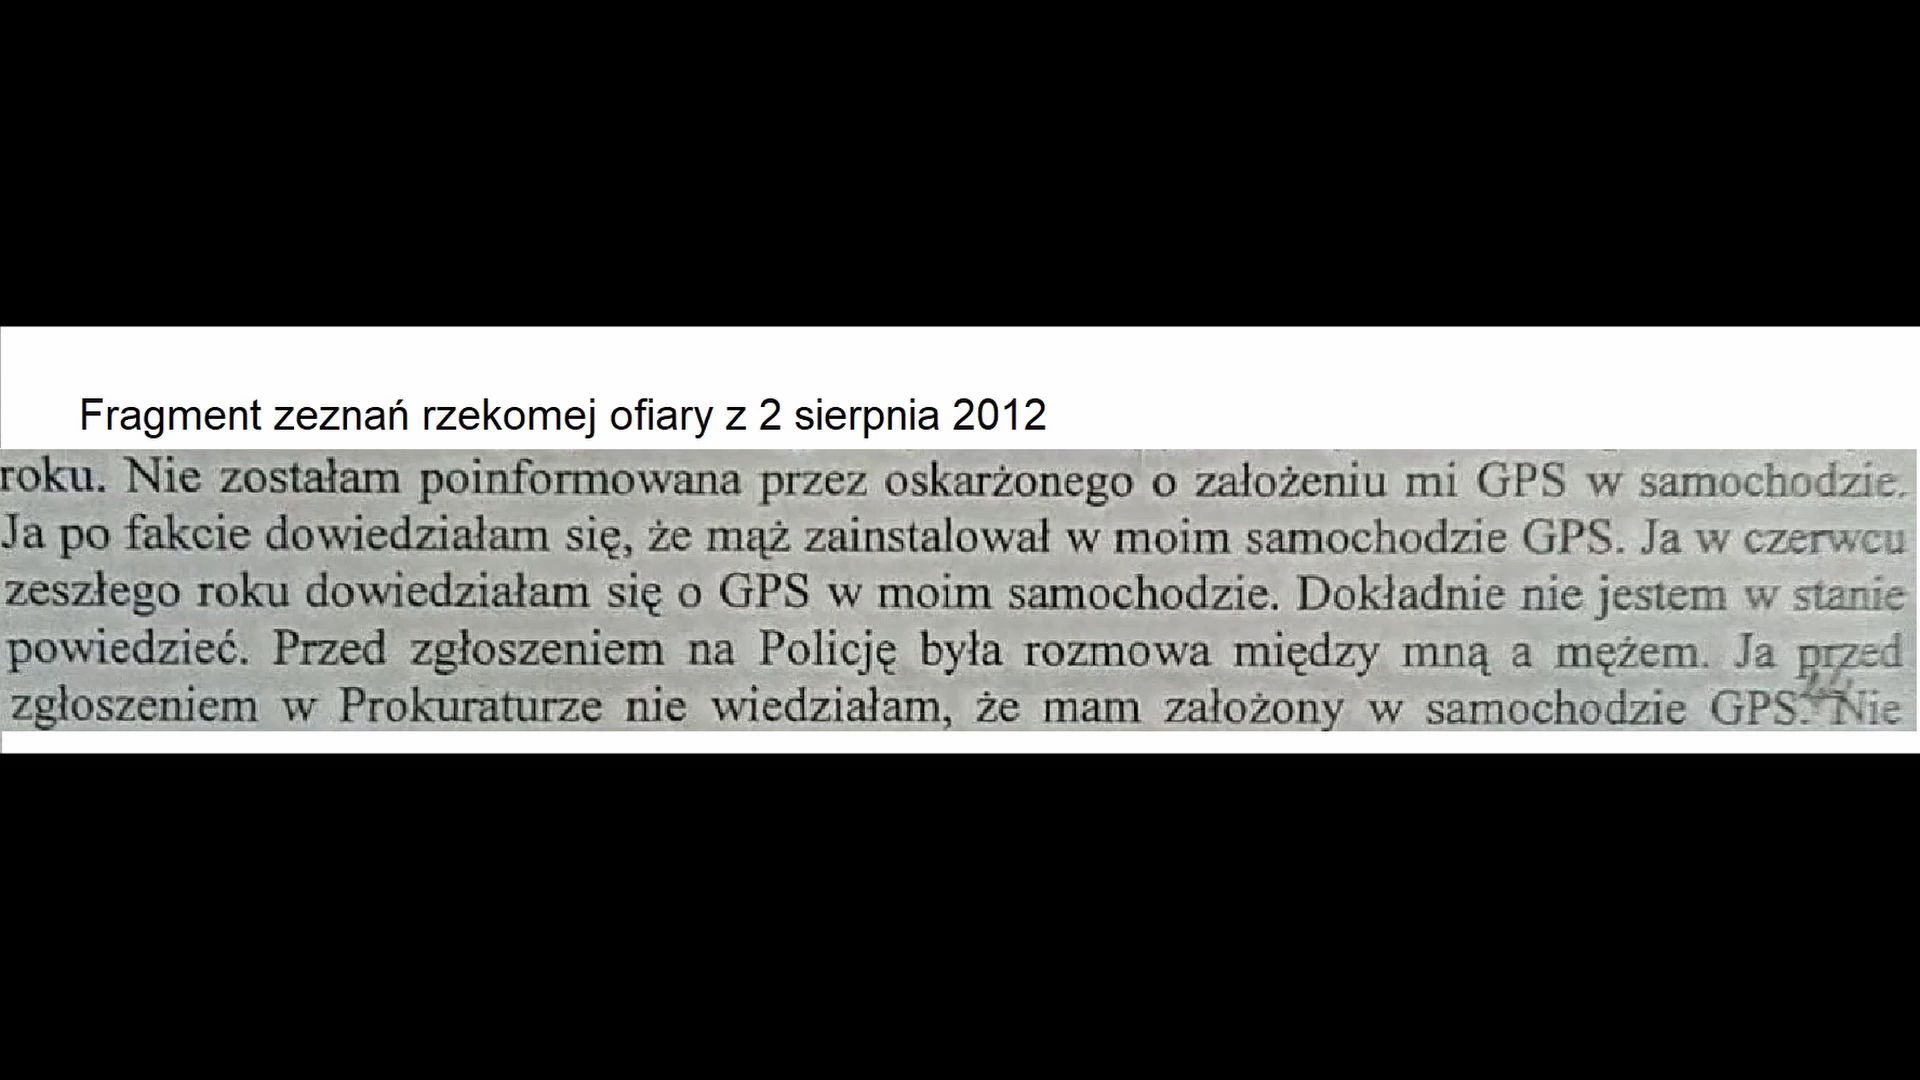 Fragment zeznań rzekomej ofiary z 2 sierpnia 2012
roku. Nie zostałam poinformowana przez oskarżonego o założeniu mi GPS w samochodzie.
Ja po fakcie dowiedziałam się, że mąż zainstalował w moim samochodzie GPS. Ja w czerwcu
zeszłego roku dowiedziałam się o GPS w moim samochodzie. Dokładnie nie jestem w stanie
powiedzieć. Przed zgłoszeniem na Policję była rozmowa między mną a mężem. Ja przed
zgłoszeniem w Prokuraturze nie wiedziałam, że mam założony w samochodzie GPS. Nie